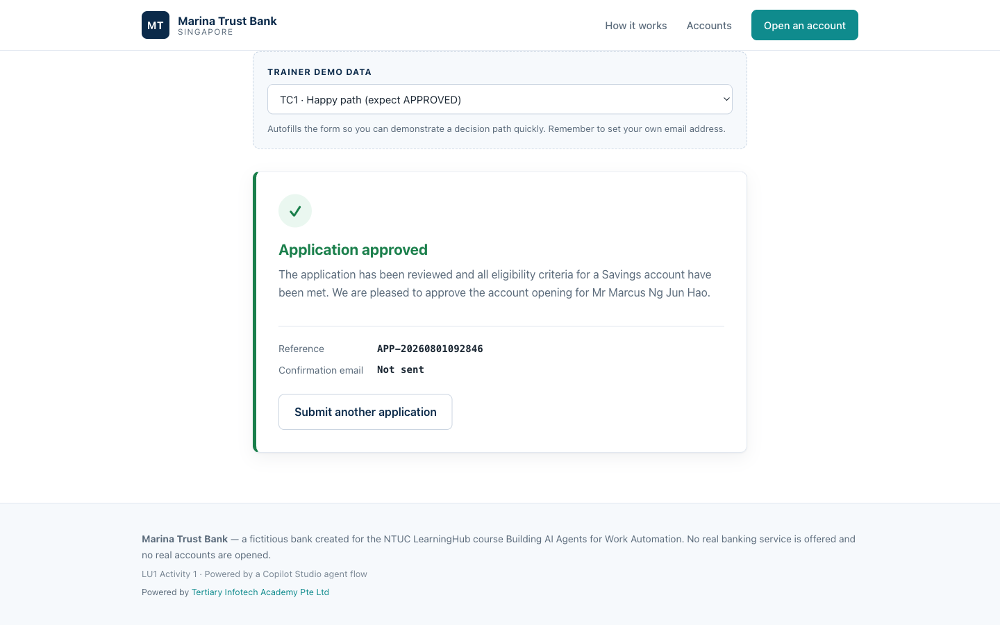 MT
Marina Trust Bank
SINGAPORE
How it works
Accounts
Open an account
TRAINER DEMO DATA
TC1 · Happy path (expect APPROVED)
Autofills the form so you can demonstrate a decision path quickly. Remember to set your own email address.
Application approved
The application has been reviewed and all eligibility criteria for a Savings account have
been met. We are pleased to approve the account opening for Mr Marcus Ng Jun Hao.
Reference APP-20260801092846
Confirmation email Not sent
Submit another application
Marina Trust Bank — a fictitious bank created for the NTUC LearningHub course Building AI Agents for Work Automation. No real banking service is offered and
no real accounts are opened.
LU1 Activity 1 · Powered by a Copilot Studio agent flow
Powered by Tertiary Infotech Academy Pte Ltd